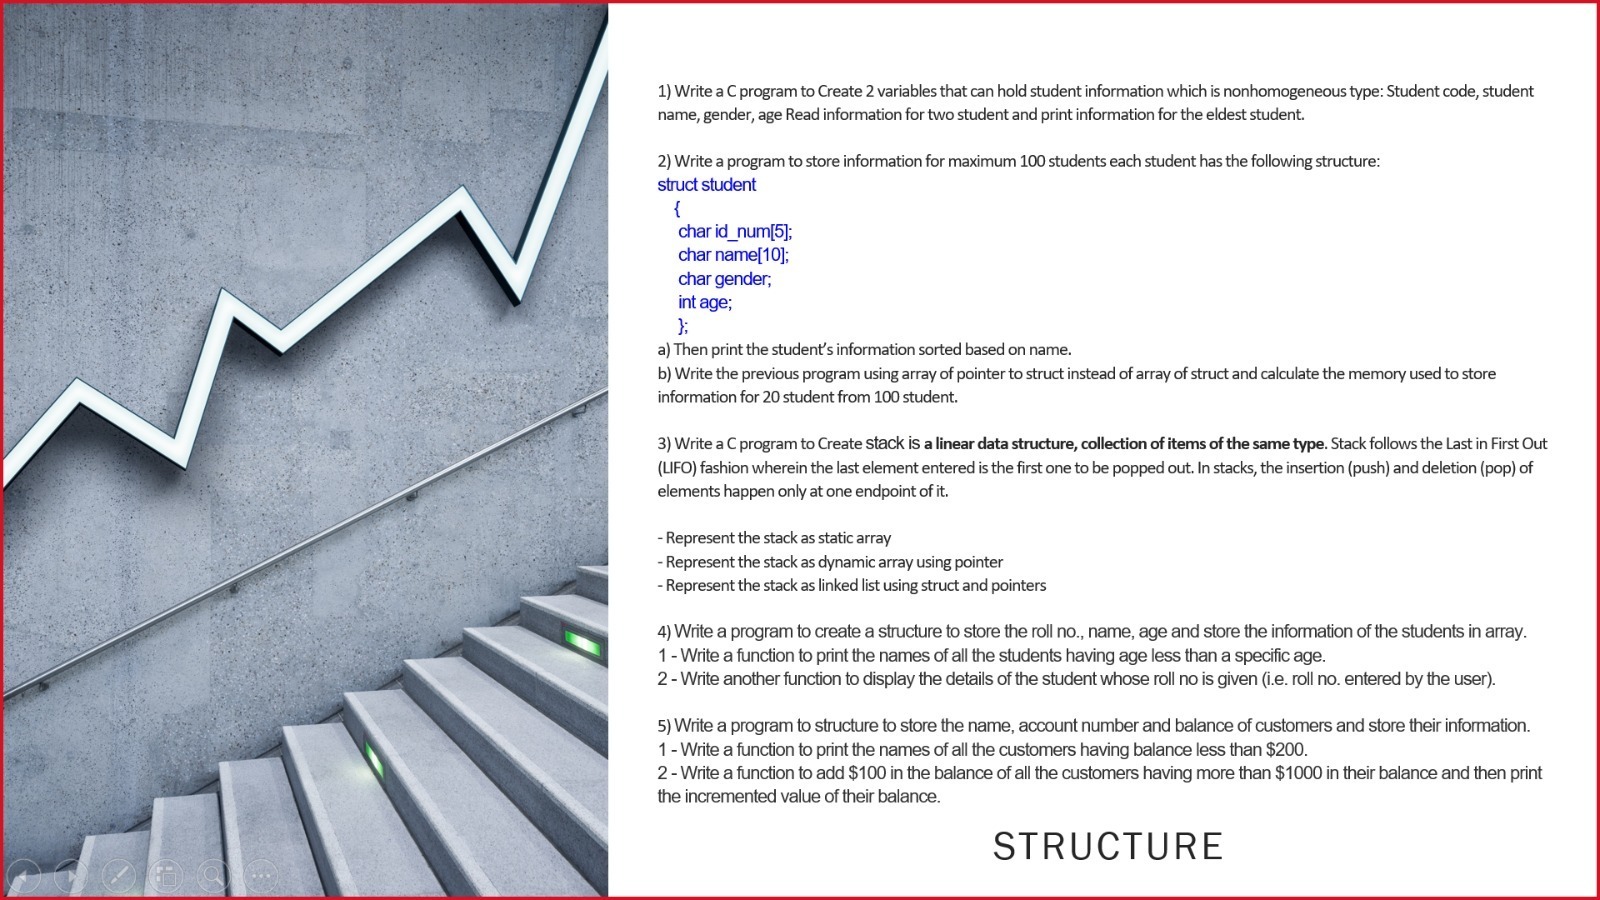 1) Write a C program to Create 2 variables that can hold student information which is nonhomogeneous type: Student code, student
name, gender, age Read information for two student and print information for the eldest student.
2) Write a program to store information for maximum 100 students each student has the following structure:
struct student
{
char id_num[5];
char name[10];
char gender;
int age;
};
a) Then print the student’s information sorted based on name.
b) Write the previous program using array of pointer to struct instead of array of struct and calculate the memory used to store
information for 20 student from 100 student.
3) Write a C program to Create stack is a linear data structure, collection of items of the same type. Stack follows the Last in First Out
(LIFO) fashion wherein the last element entered is the first one to be popped out. In stacks, the insertion (push) and deletion (pop) of
elements happen only at one endpoint of it.
- Represent the stack as static array
- Represent the stack as dynamic array using pointer
- Represent the stack as linked list using struct and pointers
4) Write a program to create a structure to store the roll no., name, age and store the information of the students in array.
1 - Write a function to print the names of all the students having age less than a specific age.
2 - Write another function to display the details of the student whose roll no is given (i.e. roll no. entered by the user).
5) Write a program to structure to store the name, account number and balance of customers and store their information.
1 - Write a function to print the names of all the customers having balance less than $200.
2 - Write a function to add $100 in the balance of all the customers having more than $1000 in their balance and then print
the incremented value of their balance.
STRUCTURE